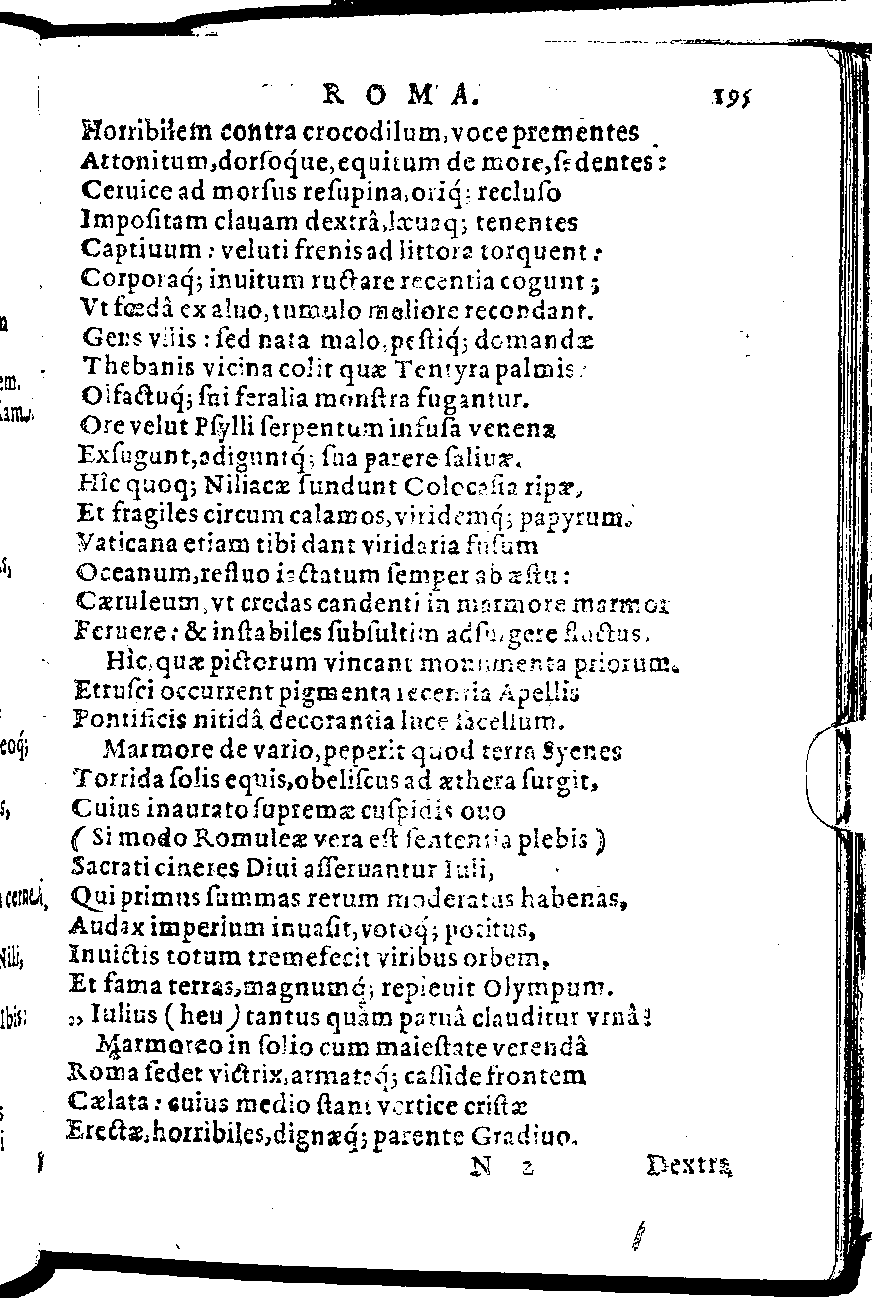 ROMA. 195
Horribilem contra crocodilum, voce prementes
Attonitum, dorsoq́ue, equitum de more, sedentes:
Ceruice ad morsus resupina, oriq́; recluso
Impositam clauam dextrâ, læuaq; tenentes
Captiuum: veluti frenis ad littora torquent:
Corporaq́; inuitum ructare recentia cogunt;
Vt fœdâ ex aluo, tumulo meliore recondant.
Gens vilis: sed nata malo, pestiq́; domandæ
Thebanis vicina colit quæ Tentyra palmis:
Olfactuq́; sui feralia monstra fugantur.
Ore velut Psylli serpentum infusa venena
Exsugunt, adiguntq́; sua parere saliuæ.
Hîc quoq; Niliacæ fundunt Colocasia ripæ,
Et fragiles circum calamos, viridemq́; papyrum.
Vaticana etiam tibi dant viridaria fusum
Oceanum, refluo iactatum semper ab æstu:
Cæruleum, vt credas candenti in marmore marmor
Feruere: & instabiles subsultim adsurgere fluctus.
Hîc, quæ pictorum vincant monumenta priorum.
Etrusci occurrent pigmenta recentia Apellis
Pontificis nitidâ decorantia luce sacellum.
Marmore de vario, peperit quod terra Syenes
Torrida solis equis, obeliscus ad æthera surgit,
Cuius inaurato supremæ cuspidis ouo
(Si modo Romuleæ vera est sententia plebis)
Sacrati cineres Diui asseruantur Iuli,
Qui primus summas rerum moderatus habenas,
Audax imperium inuasit, votoq́; potitus,
Inuictis totum tremefecit viribus orbem,
Et fama terras, magnumq́; repleuit Olympum.
„ Iulius (heu) tantus quàm paruâ clauditur vrnâ!
Marmoreo in solio cum maiestate verendâ
Roma sedet victrix, armataq́; casside frontem
Cælata: cuius medio stant vertice cristæ
Erectæ, horribiles, dignæq́; parente Gradiuo.
N 2 Dextra